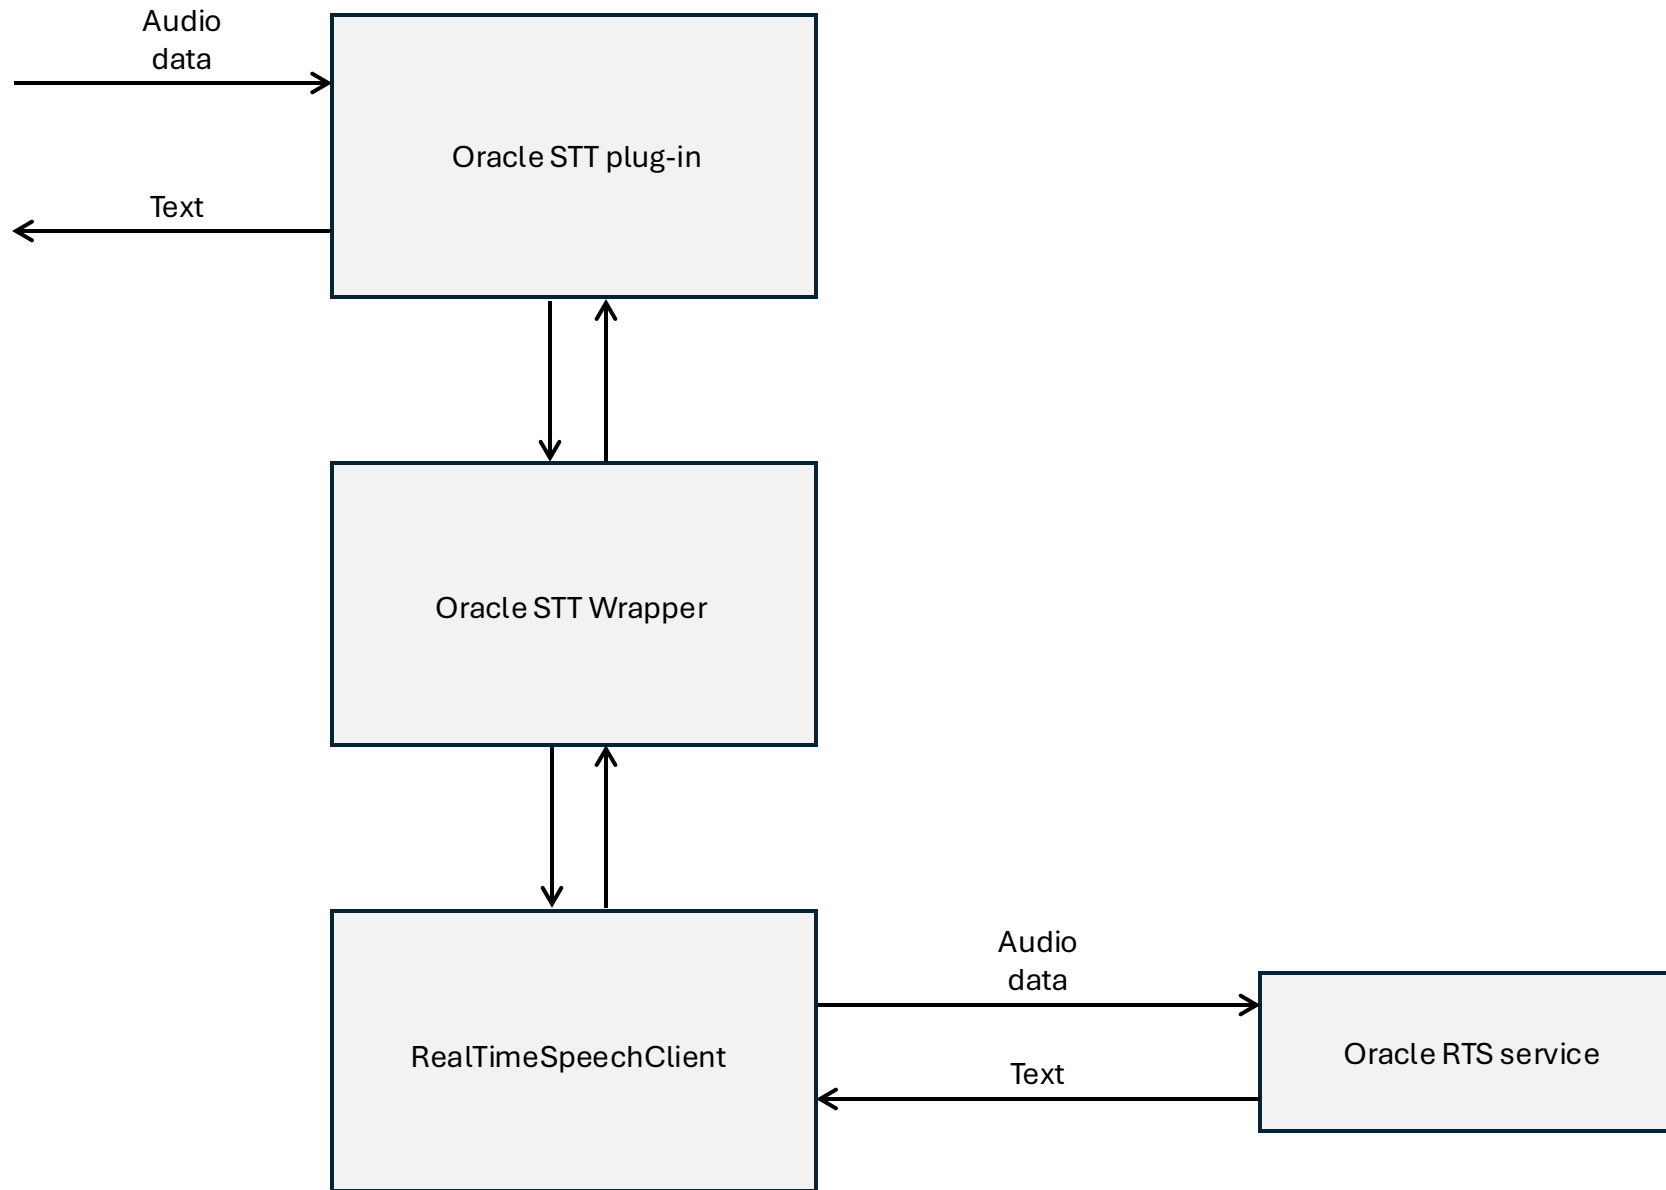 Audio
data
Oracle STT plug-in
Text
Oracle STT Wrapper
Audio
data
RealTimeSpeechClient
Oracle RTS service
Text